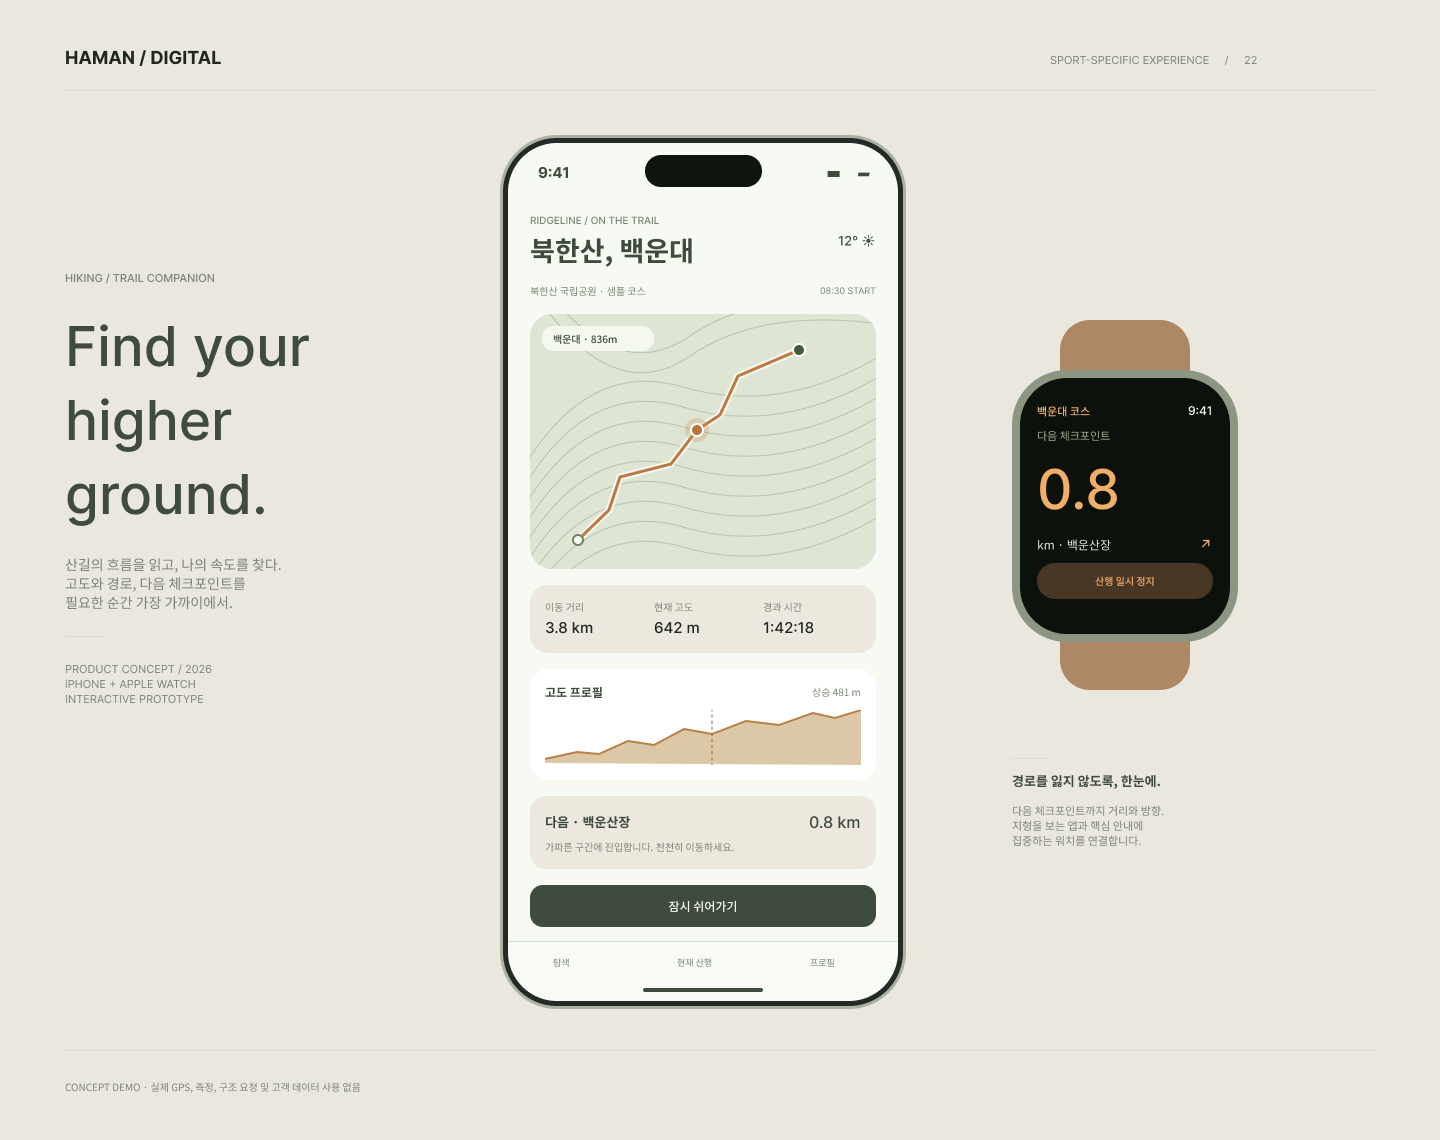 HAMAN / DIGITAL
SPORT-SPECIFIC EXPERIENCE / 22
HIKING / TRAIL COMPANION
Find your
higher
ground.
산길의 흐름을 읽고, 나의 속도를 찾다.
고도와 경로, 다음 체크포인트를
필요한 순간 가장 가까이에서.
PRODUCT CONCEPT / 2026
iPHONE + APPLE WATCH
INTERACTIVE PROTOTYPE
9:41
RIDGELINE / ON THE TRAIL
북한산, 백운대
12° ☀
북한산 국립공원 · 샘플 코스
08:30 START
백운대 · 836m
이동 거리
현재 고도
경과 시간
3.8 km
642 m
1:42:18
고도 프로필
상승 481 m
다음 · 백운산장
0.8 km
가파른 구간에 진입합니다. 천천히 이동하세요.
잠시 쉬어가기
탐색
현재 산행
프로필
백운대 코스
9:41
다음 체크포인트
0.8
km · 백운산장
산행 일시 정지
경로를 잃지 않도록, 한눈에.
다음 체크포인트까지 거리와 방향.
지형을 보는 앱과 핵심 안내에
집중하는 워치를 연결합니다.
CONCEPT DEMO · 실제 GPS, 측정, 구조 요청 및 고객 데이터 사용 없음